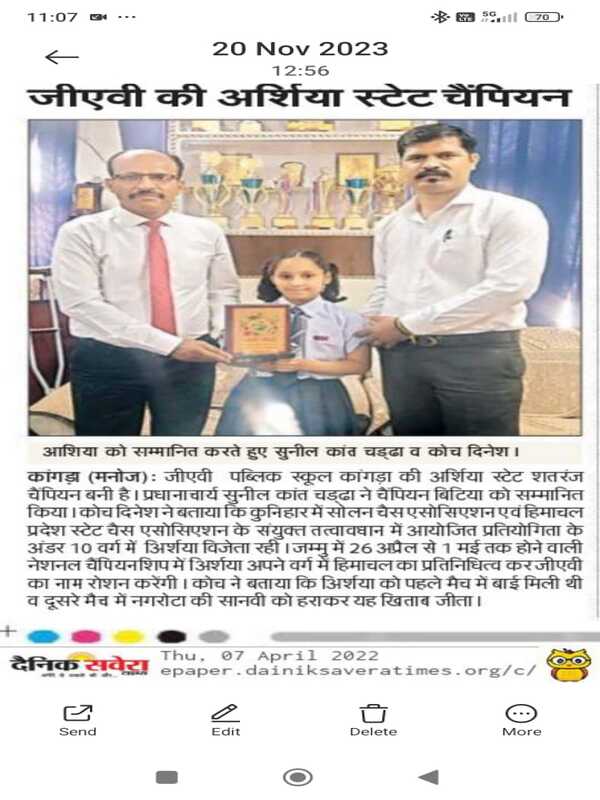 11:07
5G
70
20 Nov 2023
12:56
जीएवी की अर्शिया स्टेट चैंपियन
आशिया को सम्मानित करते हुए सुनील कांत चड्ढा व कोच दिनेश।
कांगड़ा (मनोज): जीएवी पब्लिक स्कूल कांगड़ा की अर्शिया स्टेट शतरंज
चैंपियन बनी है। प्रधानाचार्य सुनील कांत चड्ढा ने चैंपियन बिटिया को सम्मानित
किया। कोच दिनेश ने बताया कि कुनिहार में सोलन चैस एसोसिएशन एवं हिमाचल
प्रदेश स्टेट चैस एसोसिएशन के संयुक्त तत्वावधान में आयोजित प्रतियोगिता के
अंडर 10 वर्ग में अर्शिया विजेता रहीं। जम्मू में 26 अप्रैल से 1 मई तक होने वाली
नेशनल चैंपियनशिप में अर्शिया अपने वर्ग में हिमाचल का प्रतिनिधित्व कर जीएवी
का नाम रोशन करेंगी। कोच ने बताया कि अर्शिया को पहले मैच में बाई मिली थी
व दूसरे मैच में नगरोटा की सानवी को हराकर यह खिताब जीता।
दैनिक सवेरा
टाइम्स
Thu, 07 April 2022
epaper.dainiksaveratimes.org/c/
Send Edit Delete More